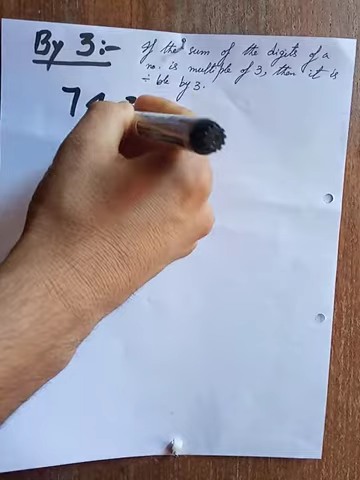 By 3:-
If the sum of the digits of a
no. is multiple of 3, then it is
÷ ble by 3.
7